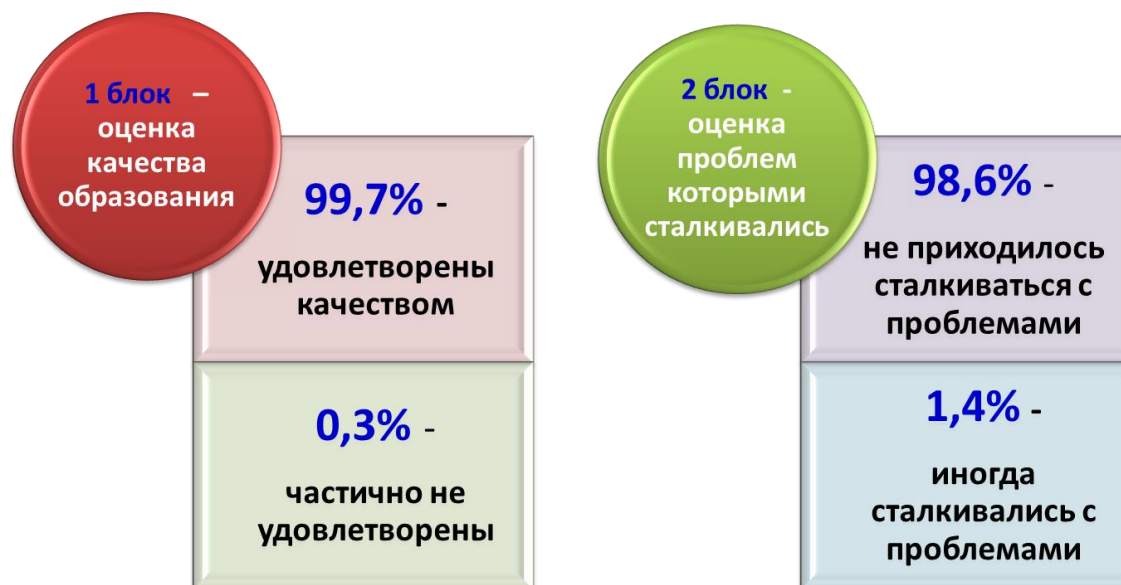 1 блок –
оценка
качества
образования
99,7% -
удовлетворены
качеством
0,3% -
частично не
удовлетворены
2 блок -
оценка
проблем
которыми
сталкивались
98,6% -
не приходилось
сталкиваться с
проблемами
1,4% -
иногда
сталкивались с
проблемами